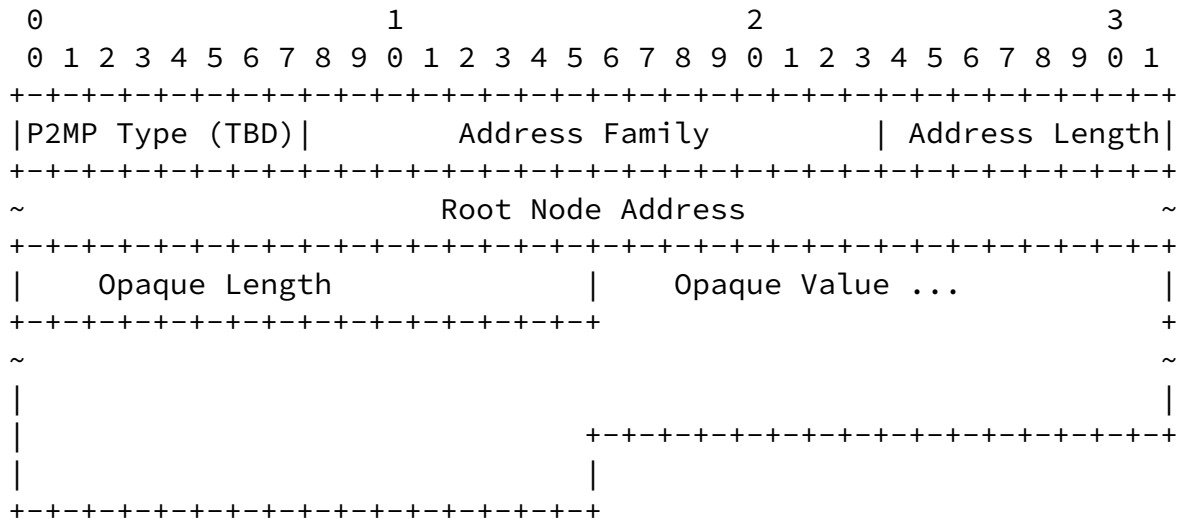 0                   1                   2                   3
 0 1 2 3 4 5 6 7 8 9 0 1 2 3 4 5 6 7 8 9 0 1 2 3 4 5 6 7 8 9 0 1
+-+-+-+-+-+-+-+-+-+-+-+-+-+-+-+-+-+-+-+-+-+-+-+-+-+-+-+-+-+-+-+-+
|P2MP Type (TBD)|        Address Family         | Address Length|
+-+-+-+-+-+-+-+-+-+-+-+-+-+-+-+-+-+-+-+-+-+-+-+-+-+-+-+-+-+-+-+-+
~                       Root Node Address                       ~
+-+-+-+-+-+-+-+-+-+-+-+-+-+-+-+-+-+-+-+-+-+-+-+-+-+-+-+-+-+-+-+-+
|    Opaque Length              |    Opaque Value ...           |
+-+-+-+-+-+-+-+-+-+-+-+-+-+-+-+-+                               +
~                                                               ~
|                                                               |
|                               +-+-+-+-+-+-+-+-+-+-+-+-+-+-+-+-+
|                               |
+-+-+-+-+-+-+-+-+-+-+-+-+-+-+-+-+